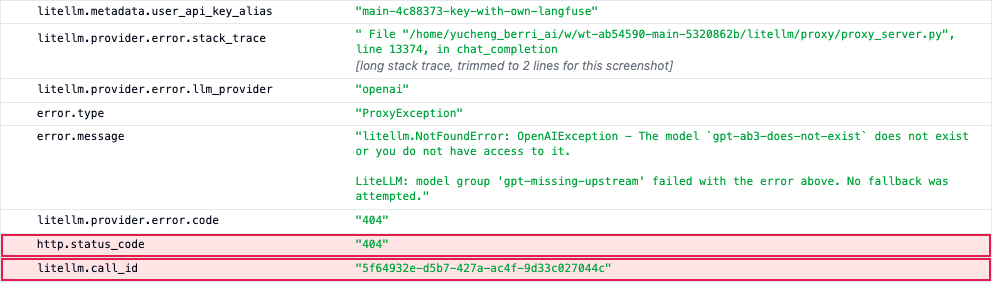 litellm.metadata.user_api_key_alias "main-4c88373-key-with-own-langfuse"
litellm.provider.error.stack_trace " File "/home/yucheng_berri_ai/w/wt-ab54590-main-5320862b/litellm/proxy/proxy_server.py",
line 13374, in chat_completion
[long stack trace, trimmed to 2 lines for this screenshot]
litellm.provider.error.llm_provider "openai"
error.type "ProxyException"
error.message "litellm.NotFoundError: OpenAIException - The model `gpt-ab3-does-not-exist` does not exist
or you do not have access to it.
LiteLLM: model group 'gpt-missing-upstream' failed with the error above. No fallback was
attempted."
litellm.provider.error.code "404"
http.status_code "404"
litellm.call_id "5f64932e-d5b7-427a-ac4f-9d33c027044c"